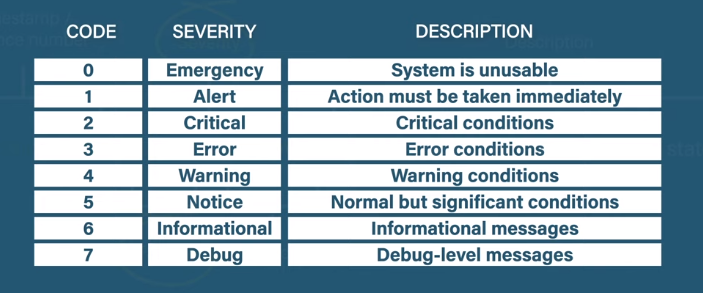 CODE SEVERITY DESCRIPTION
0 Emergency System is unusable
1 Alert Action must be taken immediately
2 Critical Critical conditions
3 Error Error conditions
4 Warning Warning conditions
5 Notice Normal but significant conditions
6 Informational Informational messages
7 Debug Debug-level messages